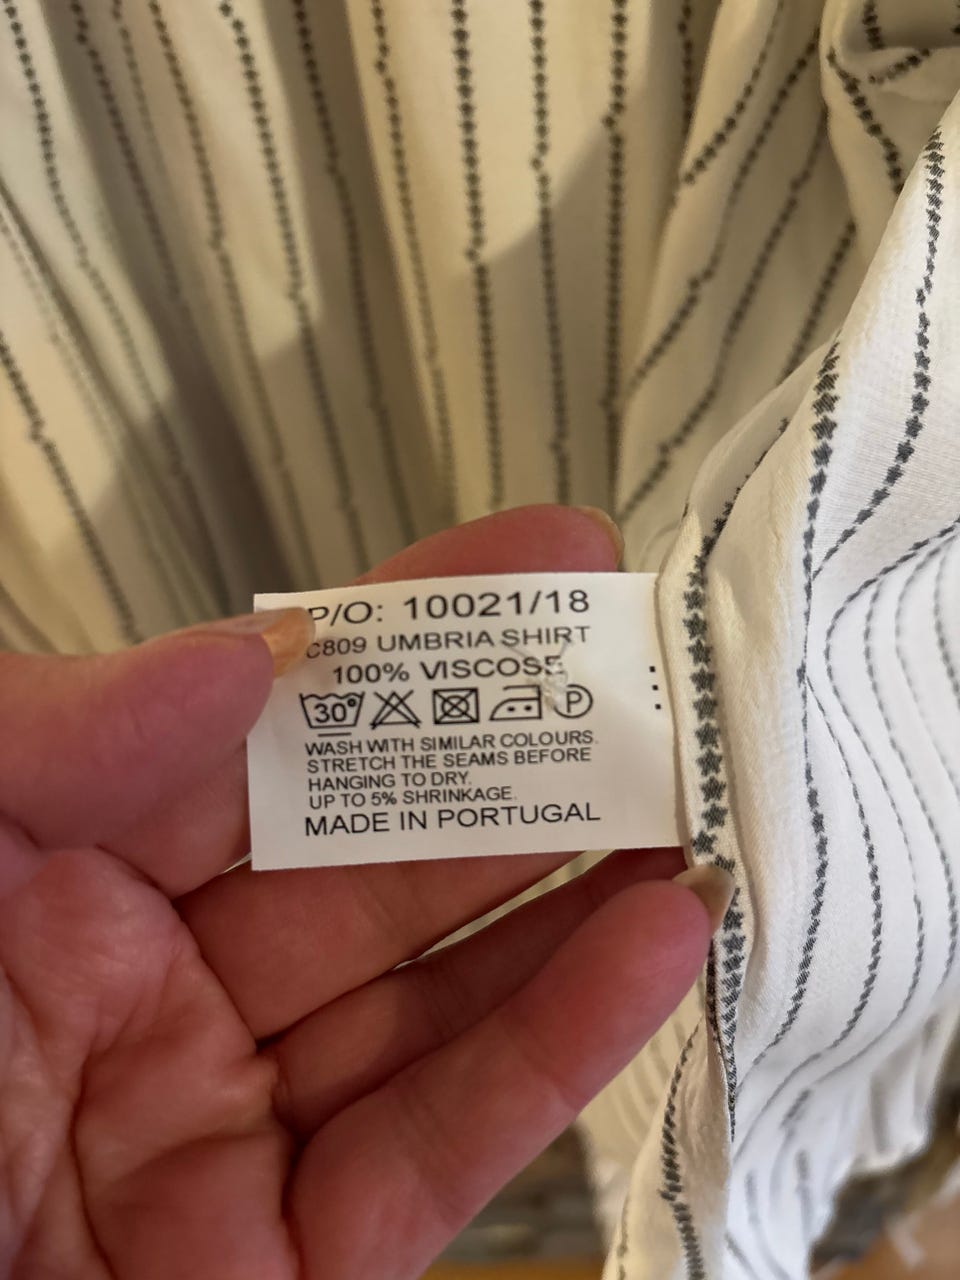 P/O: 10021/18
C809 UMBRIA SHIRT
100% VISCOSE
30° P
WASH WITH SIMILAR COLOURS.
STRETCH THE SEAMS BEFORE
HANGING TO DRY.
UP TO 5% SHRINKAGE.
MADE IN PORTUGAL